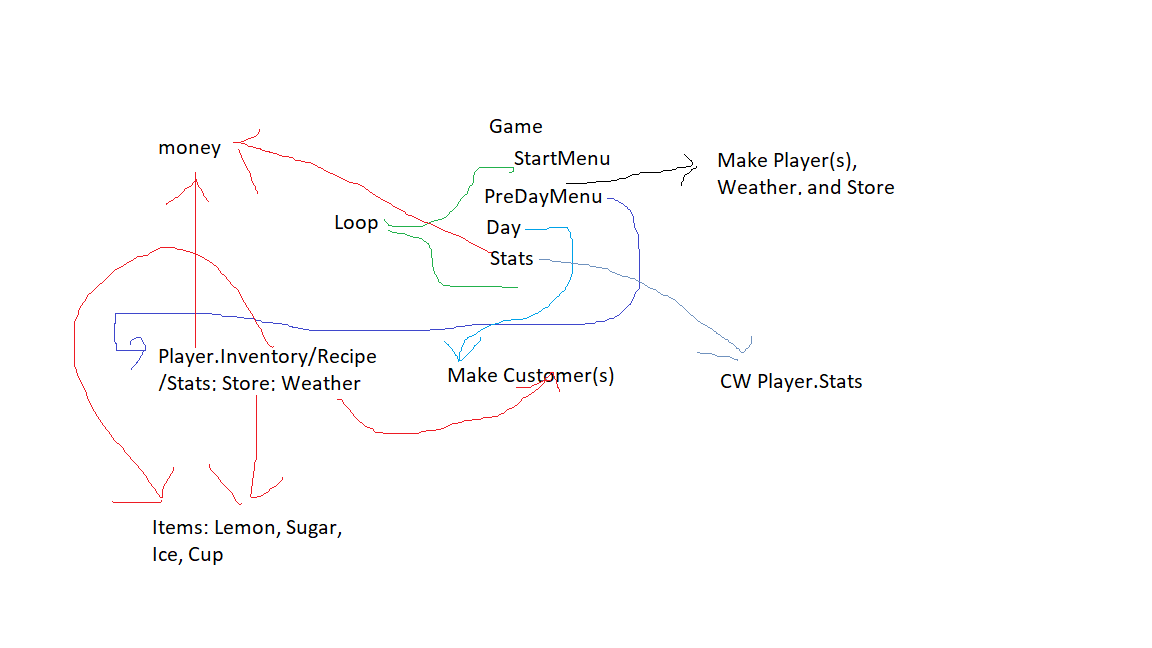 Game
money
StartMenu
Make Player(s),
Weather. and Store
PreDayMenu
Loop
Day
Stats
Player.Inventory/Recipe
/Stats; Store; Weather
Make Customer(s)
CW Player.Stats
Items: Lemon, Sugar,
Ice, Cup